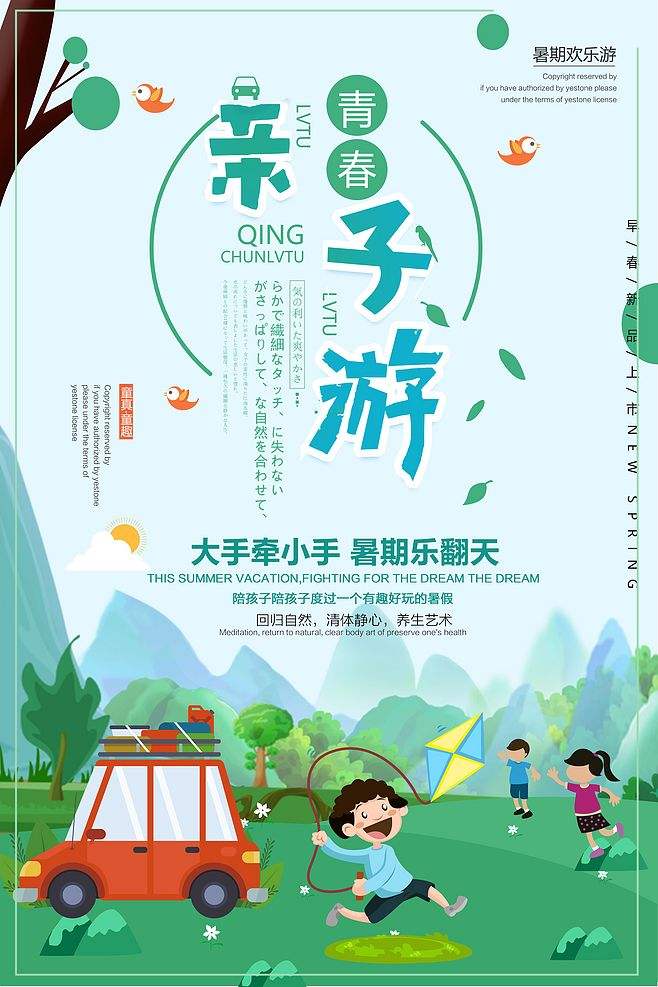 暑期欢乐游
Copyright reserved by
if you have authorized by yestone please
under the terms of yestone license
青春
亲子游
LVTU
QING
CHUNLVTU
LVTU
気の利いた爽やかさ
らかで繊細なタッチ、に失わない
がさっぱりして、な自然を合わせて、
早/春/新/品/上/市/NEW SPRING
童真童趣
Copyright reserved by
if you have authorized by yestone
please under the terms of
yestone license
大手牵小手 暑期乐翻天
THIS SUMMER VACATION,FIGHTING FOR THE DREAM THE DREAM
陪孩子陪孩子度过一个有趣好玩的暑假
回归自然，清体静心，养生艺术
Meditation, return to natural, clear body art of preserve one's health